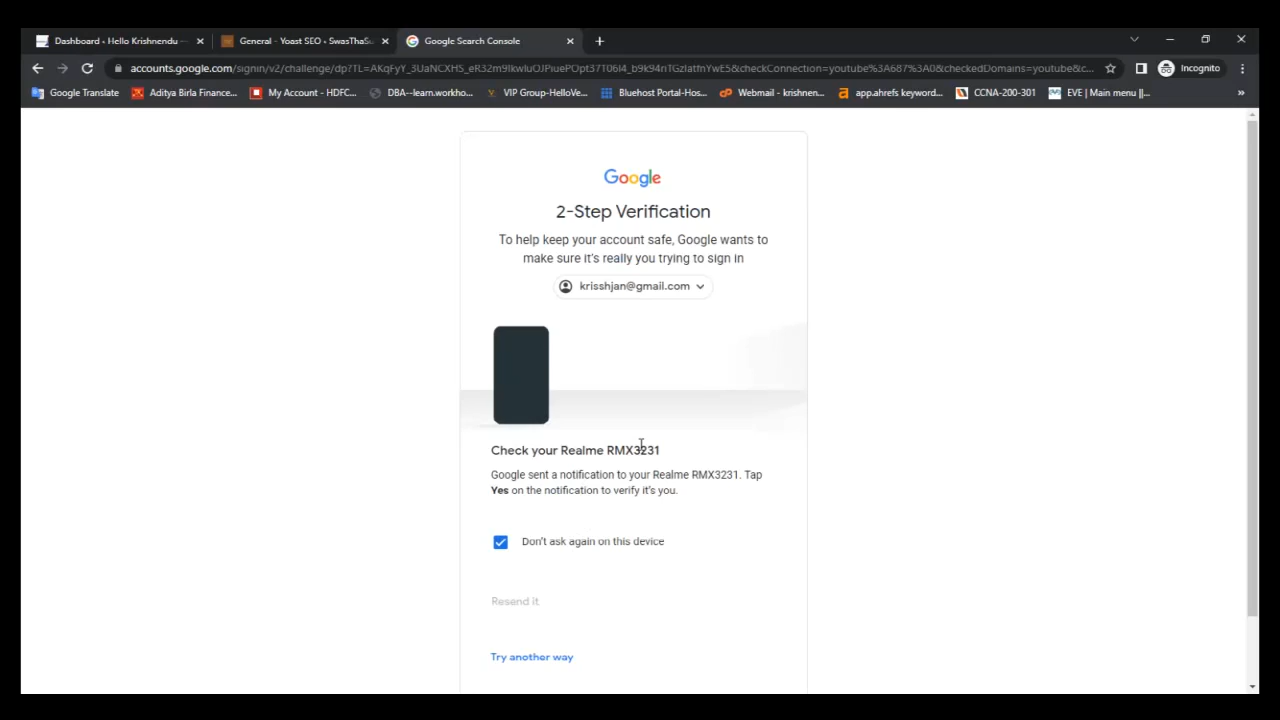 Dashboard ‹ Hello Krishnendu —
General - Yoast SEO ‹ SwasThaSu
Google Search Console
Incognito
Google Translate
Aditya Birla Finance...
My Account - HDFC...
DBA--learn.workho...
VIP Group-HelloVe...
Bluehost Portal-Hos...
Webmail - krishnen...
app.ahrefs keyword...
CCNA-200-301
EVE | Main menu ||...
»
Google
2-Step Verification
To help keep your account safe, Google wants to
make sure it's really you trying to sign in
krisshjan@gmail.com
Check your Realme RMX3231
Google sent a notification to your Realme RMX3231. Tap
Yes on the notification to verify it's you.
Don't ask again on this device
Resend it
Try another way